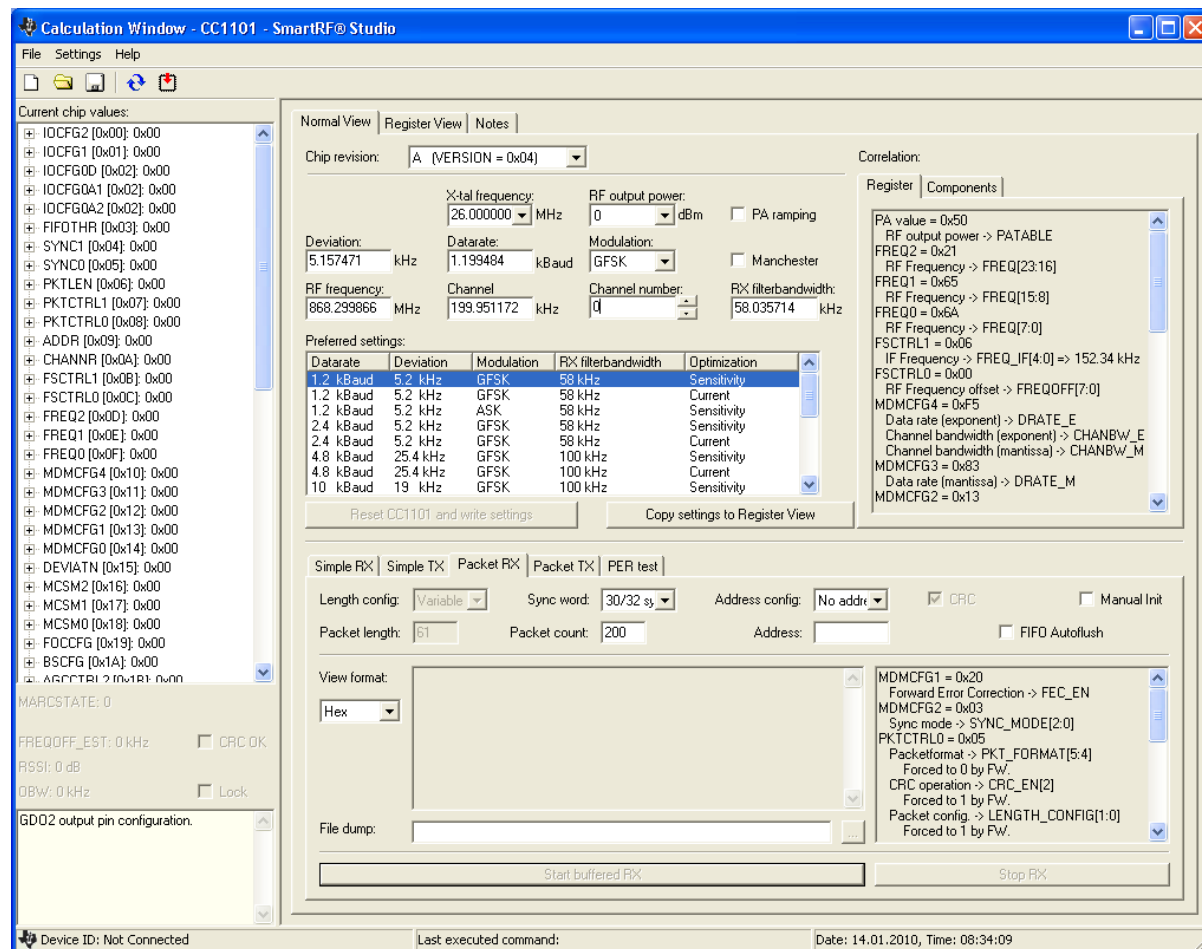 Calculation Window - CC1101 - SmartRF® Studio
File Settings Help
Current chip values:
IOCFG2 [0x00]: 0x00
IOCFG1 [0x01]: 0x00
IOCFG0D [0x02]: 0x00
IOCFG0A1 [0x02]: 0x00
IOCFG0A2 [0x02]: 0x00
FIFOTHR [0x03]: 0x00
SYNC1 [0x04]: 0x00
SYNC0 [0x05]: 0x00
PKTLEN [0x06]: 0x00
PKTCTRL1 [0x07]: 0x00
PKTCTRL0 [0x08]: 0x00
ADDR [0x09]: 0x00
CHANNR [0x0A]: 0x00
FSCTRL1 [0x0B]: 0x00
FSCTRL0 [0x0C]: 0x00
FREQ2 [0x0D]: 0x00
FREQ1 [0x0E]: 0x00
FREQ0 [0x0F]: 0x00
MDMCFG4 [0x10]: 0x00
MDMCFG3 [0x11]: 0x00
MDMCFG2 [0x12]: 0x00
MDMCFG1 [0x13]: 0x00
MDMCFG0 [0x14]: 0x00
DEVIATN [0x15]: 0x00
MCSM2 [0x16]: 0x00
MCSM1 [0x17]: 0x00
MCSM0 [0x18]: 0x00
FOCCFG [0x19]: 0x00
BSCFG [0x1A]: 0x00
AGCCTRL2 [0x1B]: 0x00
MARCSTATE: 0
FREQOFF_EST: 0 kHz CRC OK
RSSI: 0 dB
OBW: 0 kHz Lock
GDO2 output pin configuration.
Normal View Register View Notes
Chip revision: A (VERSION = 0x04)
X-tal frequency: RF output power:
26.000000 MHz 0 dBm PA ramping
Deviation: Datarate: Modulation:
5.157471 kHz 1.199484 kBaud GFSK Manchester
RF frequency: Channel Channel number: RX filterbandwidth:
868.299866 MHz 199.951172 kHz 0 58.035714 kHz
Preferred settings:
Datarate Deviation Modulation RX filterbandwidth Optimization
1.2 kBaud 5.2 kHz GFSK 58 kHz Sensitivity
1.2 kBaud 5.2 kHz GFSK 58 kHz Current
1.2 kBaud 5.2 kHz ASK 58 kHz Sensitivity
2.4 kBaud 5.2 kHz GFSK 58 kHz Sensitivity
2.4 kBaud 5.2 kHz GFSK 58 kHz Current
4.8 kBaud 25.4 kHz GFSK 100 kHz Sensitivity
4.8 kBaud 25.4 kHz GFSK 100 kHz Current
10 kBaud 19 kHz GFSK 100 kHz Sensitivity
Reset CC1101 and write settings Copy settings to Register View
Correlation:
Register Components
PA value = 0x50
RF output power -> PATABLE
FREQ2 = 0x21
RF Frequency -> FREQ[23:16]
FREQ1 = 0x65
RF Frequency -> FREQ[15:8]
FREQ0 = 0x6A
RF Frequency -> FREQ[7:0]
FSCTRL1 = 0x06
IF Frequency -> FREQ_IF[4:0] => 152.34 kHz
FSCTRL0 = 0x00
RF Frequency offset -> FREQOFF[7:0]
MDMCFG4 = 0xF5
Data rate (exponent) -> DRATE_E
Channel bandwidth (exponent) -> CHANBW_E
Channel bandwidth (mantissa) -> CHANBW_M
MDMCFG3 = 0x83
Data rate (mantissa) -> DRATE_M
MDMCFG2 = 0x13
Simple RX Simple TX Packet RX Packet TX PER test
Length config: Variable Sync word: 30/32 sy Address config: No addre CRC Manual Init
Packet length: 61 Packet count: 200 Address: FIFO Autoflush
View format:
Hex
File dump: ...
MDMCFG1 = 0x20
Forward Error Correction -> FEC_EN
MDMCFG2 = 0x03
Sync mode -> SYNC_MODE[2:0]
PKTCTRL0 = 0x05
Packetformat -> PKT_FORMAT[5:4]
Forced to 0 by FW.
CRC operation -> CRC_EN[2]
Forced to 1 by FW.
Packet config. -> LENGTH_CONFIG[1:0]
Forced to 1 by FW.
Start buffered RX Stop RX
Device ID: Not Connected Last executed command: Date: 14.01.2010, Time: 08:34:09